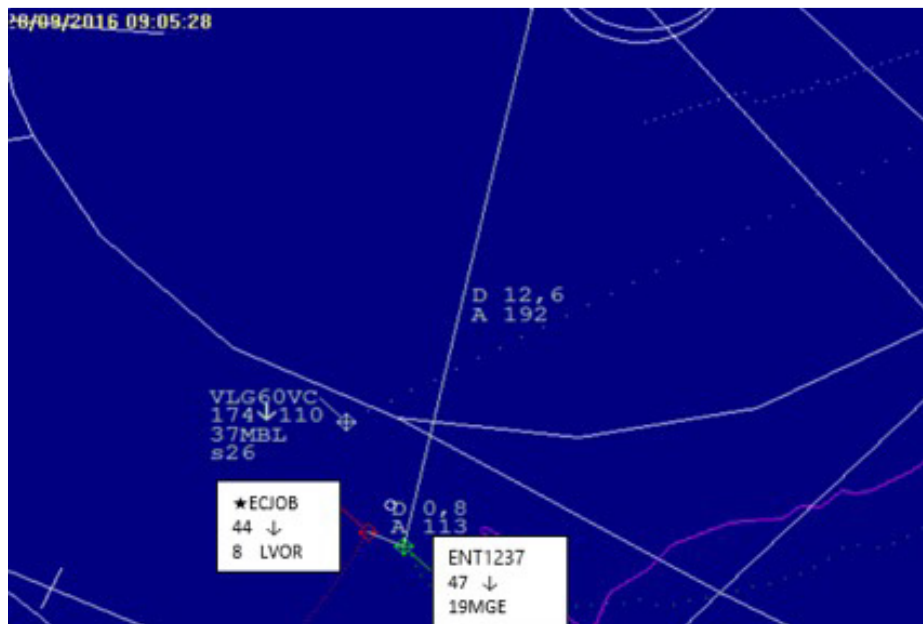 28/09/2016 09:05:28
D 12,6
A 192
VLG60VC
174↓110
37MBL
s26
D 0,8
A 113
★ECJOB
44 ↓
8 LVOR
ENT1237
47 ↓
19MGE